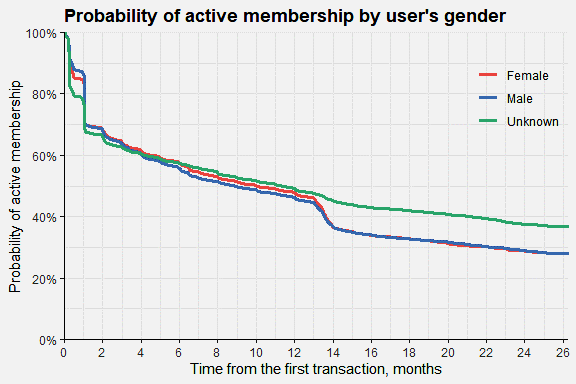 Probability of active membership by user's gender
100%
80%
60%
40%
20%
0%
Probability of active membership
Female
Male
Unknown
0 2 4 6 8 10 12 14 16 18 20 22 24 26
Time from the first transaction, months